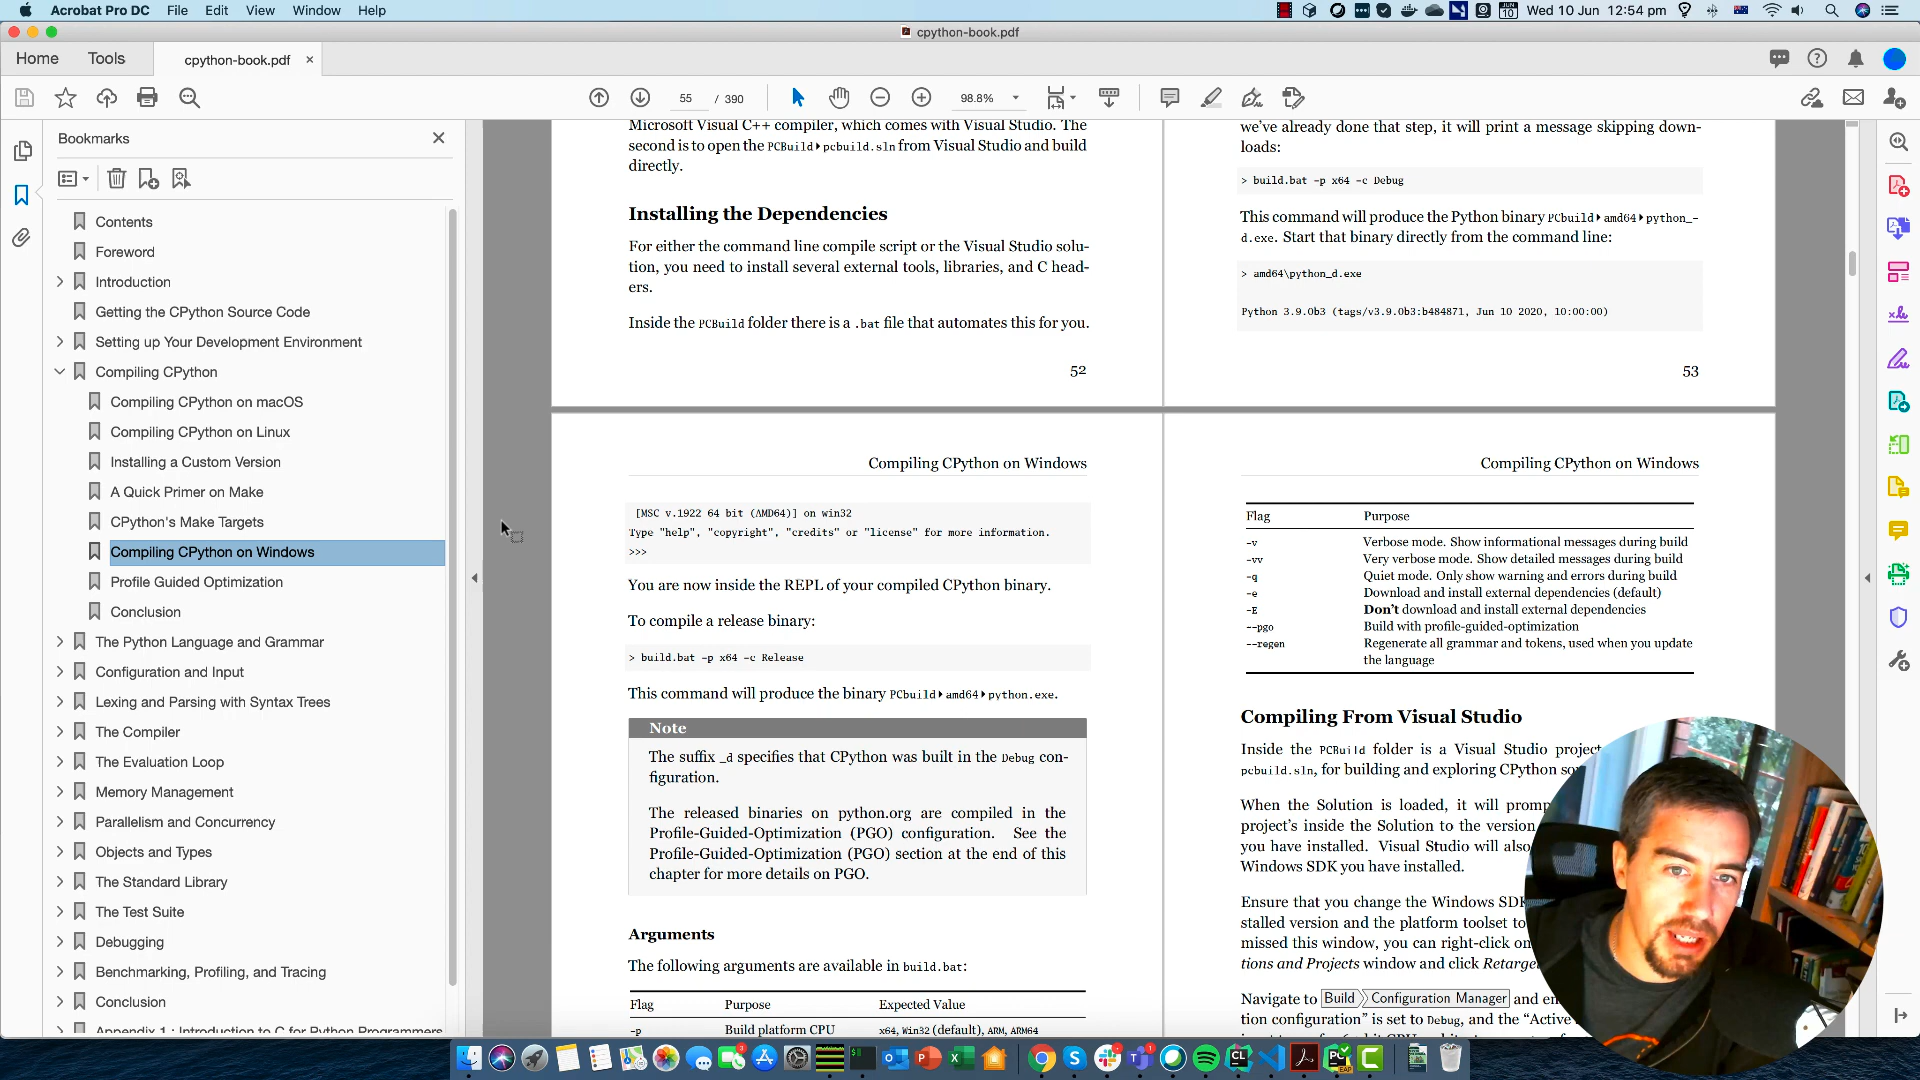 Acrobat Pro DC File Edit View Window Help
JUN
10
Wed 10 Jun 12:54 pm
cpython-book.pdf
Home Tools cpython-book.pdf ×
55 / 390
98.8%
Bookmarks
Contents
Foreword
Introduction
Getting the CPython Source Code
Setting up Your Development Environment
Compiling CPython
Compiling CPython on macOS
Compiling CPython on Linux
Installing a Custom Version
A Quick Primer on Make
CPython's Make Targets
Compiling CPython on Windows
Profile Guided Optimization
Conclusion
The Python Language and Grammar
Configuration and Input
Lexing and Parsing with Syntax Trees
The Compiler
The Evaluation Loop
Memory Management
Parallelism and Concurrency
Objects and Types
The Standard Library
The Test Suite
Debugging
Benchmarking, Profiling, and Tracing
Conclusion
Appendix 1 : Introduction to C for Python Programmers
Microsoft Visual C++ compiler, which comes with Visual Studio. The
second is to open the PCBuild▸pcbuild.sln from Visual Studio and build
directly.
Installing the Dependencies
For either the command line compile script or the Visual Studio solu-
tion, you need to install several external tools, libraries, and C head-
ers.
Inside the PCBuild folder there is a .bat file that automates this for you.
52
we've already done that step, it will print a message skipping down-
loads:
> build.bat -p x64 -c Debug
This command will produce the Python binary PCbuild▸amd64▸python_-
d.exe. Start that binary directly from the command line:
> amd64\python_d.exe
Python 3.9.0b3 (tags/v3.9.0b3:b484871, Jun 10 2020, 10:00:00)
53
Compiling CPython on Windows
[MSC v.1922 64 bit (AMD64)] on win32
Type "help", "copyright", "credits" or "license" for more information.
>>>
You are now inside the REPL of your compiled CPython binary.
To compile a release binary:
> build.bat -p x64 -c Release
This command will produce the binary PCbuild▸amd64▸python.exe.
Note
The suffix _d specifies that CPython was built in the Debug con-
figuration.
The released binaries on python.org are compiled in the
Profile-Guided-Optimization (PGO) configuration. See the
Profile-Guided-Optimization (PGO) section at the end of this
chapter for more details on PGO.
Arguments
The following arguments are available in build.bat:
Flag Purpose Expected Value
-p Build platform CPU x64, Win32 (default), ARM, ARM64
Compiling CPython on Windows
Flag Purpose
-v Verbose mode. Show informational messages during build
-vv Very verbose mode. Show detailed messages during build
-q Quiet mode. Only show warning and errors during build
-e Download and install external dependencies (default)
-E Don't download and install external dependencies
--pgo Build with profile-guided-optimization
--regen Regenerate all grammar and tokens, used when you update
the language
Compiling From Visual Studio
Inside the PCBuild folder is a Visual Studio project
pcbuild.sln, for building and exploring CPython so
When the Solution is loaded, it will promp
project's inside the Solution to the version
you have installed. Visual Studio will also
Windows SDK you have installed.
Ensure that you change the Windows SDK
stalled version and the platform toolset to
missed this window, you can right-click on
tions and Projects window and click Retarge
Navigate to Build Configuration Manager and en
tion configuration" is set to Debug, and the "Active